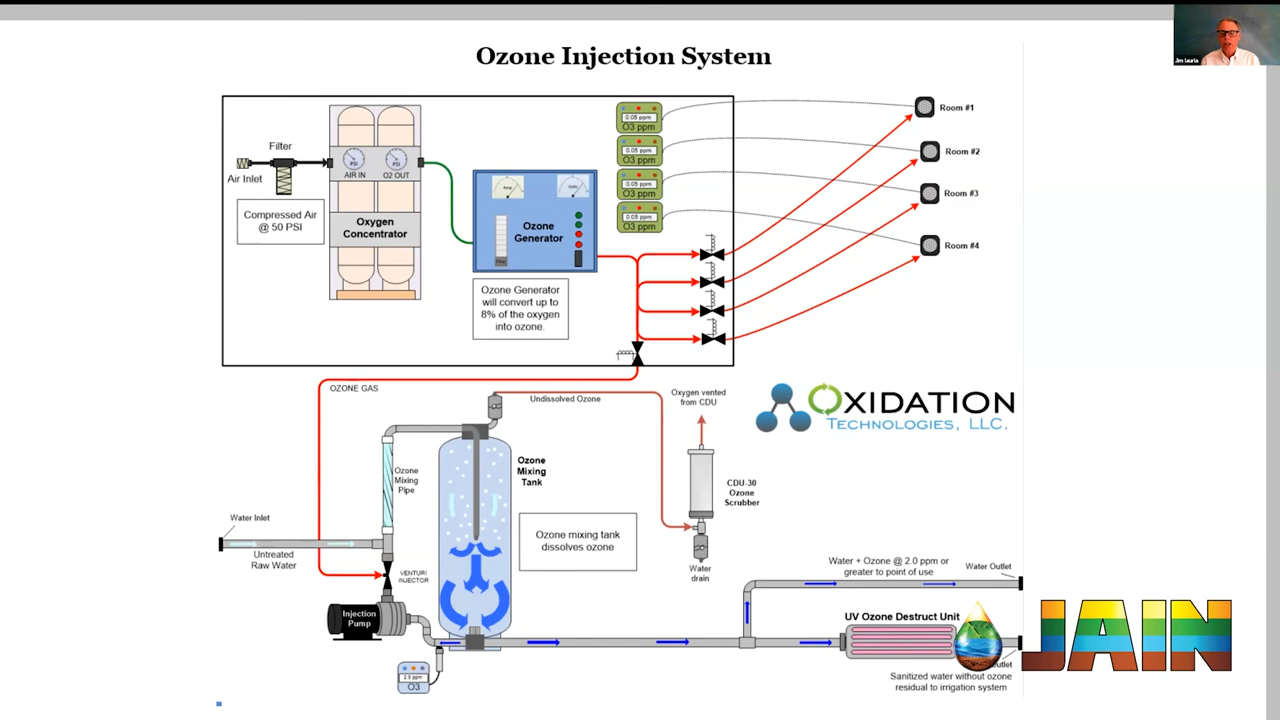 Jim lauria
Ozone Injection System
Filter
Air Inlet
Compressed Air
@ 50 PSI
PSI
PSI
AIR IN
O2 OUT
Oxygen
Concentrator
Amp
Volts
Ozone
Generator
Ozone Generator
will convert up to
8% of the oxygen
into ozone.
0.05 ppm
O3 ppm
0.05 ppm
O3 ppm
0.05 ppm
O3 ppm
0.05 ppm
O3 ppm
Room #1
Room #2
Room #3
Room #4
OZONE GAS
Undissolved Ozone
Oxygen vented
from CDU
OXIDATION
TECHNOLOGIES, LLC.
Ozone
Mixing
Pipe
Ozone
Mixing
Tank
CDU-30
Ozone
Scrubber
Water Inlet
Untreated
Raw Water
Ozone mixing tank
dissolves ozone
VENTURI
INJECTOR
Water
drain
Water + Ozone @ 2.0 ppm or
greater to point of use
Water Outlet
Injection
Pump
UV Ozone Destruct Unit
JAIN
2.5 ppm
O3
Sanitized water without ozone
residual to irrigation system